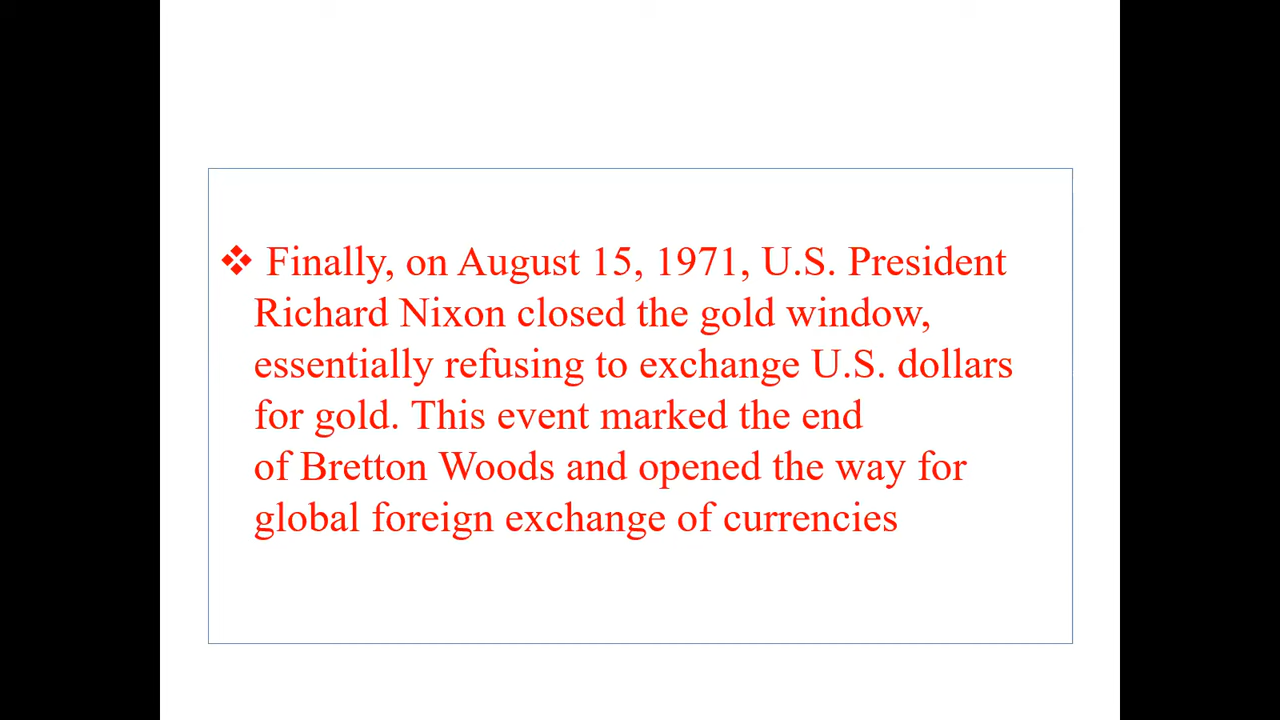 ❖ Finally, on August 15, 1971, U.S. President
Richard Nixon closed the gold window,
essentially refusing to exchange U.S. dollars
for gold. This event marked the end
of Bretton Woods and opened the way for
global foreign exchange of currencies